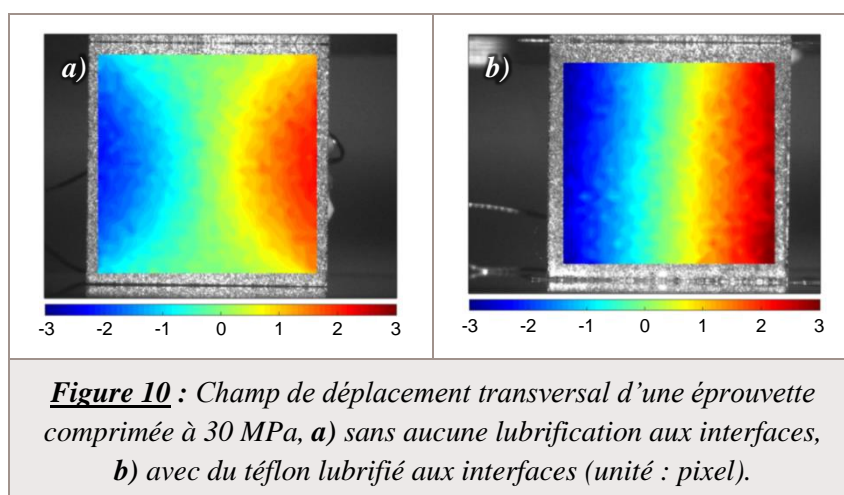 a)
b)
-3 -2 -1 0 1 2 3
-3 -2 -1 0 1 2 3
Figure 10 : Champ de déplacement transversal d'une éprouvette
comprimée à 30 MPa, a) sans aucune lubrification aux interfaces,
b) avec du téflon lubrifié aux interfaces (unité : pixel).